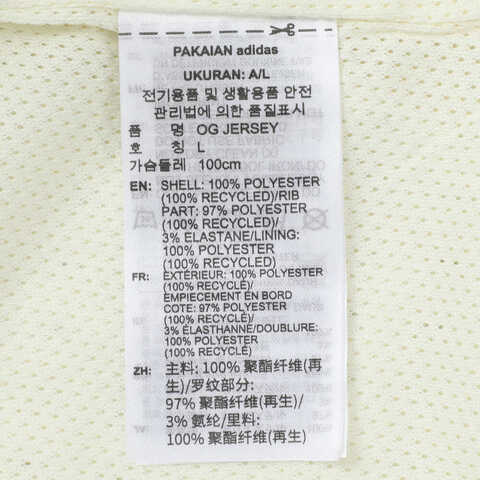 PAKAIAN adidas
UKURAN: A/L
전기용품 및 생활용품 안전
관리법에 의한 품질표시
품 명 OG JERSEY
호 칭 L
가슴둘레 100cm
EN: SHELL: 100% POLYESTER
(100% RECYCLED)/RIB
PART: 97% POLYESTER
(100% RECYCLED)/
3% ELASTANE/LINING:
100% POLYESTER
(100% RECYCLED)
FR: EXTÉRIEUR: 100% POLYESTER
(100% RECYCLÉ)/
EMPIECEMENT EN BORD
COTE: 97% POLYESTER
(100% RECYCLÉ)/
3% ÉLASTHANNE/DOUBLURE:
100% POLYESTER
(100% RECYCLÉ)
ZH: 主料: 100% 聚酯纤维(再
生)/罗纹部分:
97% 聚酯纤维(再生)/
3% 氨纶/里料:
100% 聚酯纤维(再生)